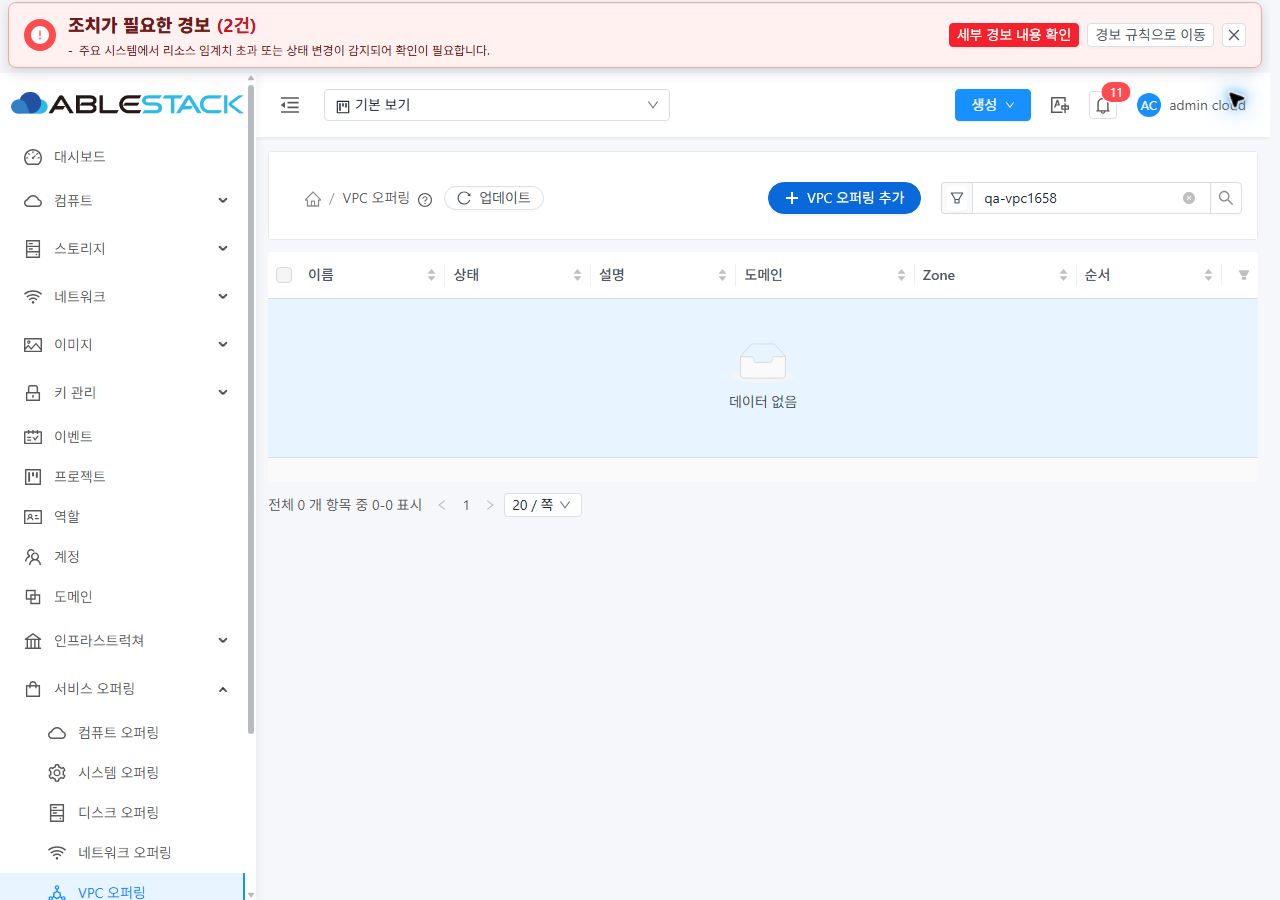 조치가 필요한 경보 (2건)
- 주요 시스템에서 리소스 임계치 초과 또는 상태 변경이 감지되어 확인이 필요합니다.
세부 경보 내용 확인
경보 규칙으로 이동
ABLESTACK
기본 보기
생성
11
AC
admin cloud
대시보드
컴퓨트
스토리지
네트워크
이미지
키 관리
이벤트
프로젝트
역할
계정
도메인
인프라스트럭쳐
서비스 오퍼링
컴퓨트 오퍼링
시스템 오퍼링
디스크 오퍼링
네트워크 오퍼링
VPC 오퍼링
/ VPC 오퍼링
업데이트
VPC 오퍼링 추가
qa-vpc1658
이름 상태 설명 도메인 Zone 순서
데이터 없음
전체 0 개 항목 중 0-0 표시 < 1 > 20 / 쪽